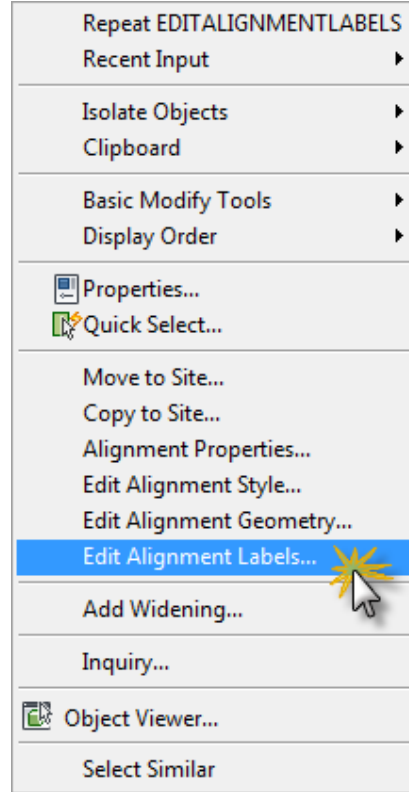 Repeat EDITALIGNMENTLABELS
Recent Input
Isolate Objects
Clipboard
Basic Modify Tools
Display Order
Properties...
Quick Select...
Move to Site...
Copy to Site...
Alignment Properties...
Edit Alignment Style...
Edit Alignment Geometry...
Edit Alignment Labels...
Add Widening...
Inquiry...
Object Viewer...
Select Similar